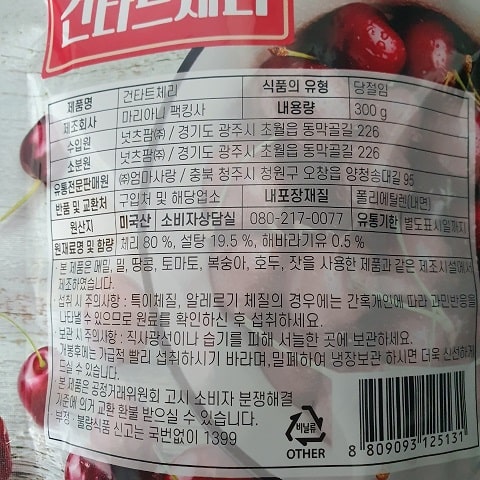 건타트체리
제품명 건타트체리 식품의 유형 당절임
제조회사 마리아니 팩킹사 내용량 300 g
수입원 넛츠팜㈜ / 경기도 광주시 초월읍 동막골길 226
소분원 넛츠팜㈜ / 경기도 광주시 초월읍 동막골길 226
유통전문판매원 ㈜엄마사랑 / 충북 청주시 청원구 오창읍 양청송대길 95
반품 및 교환처 구입처 및 해당업소 내포장재질 폴리에틸렌(내면)
원산지 미국산 소비자상담실 080-217-0077 유통기한 별도표시일까지
원재료명 및 함량 체리 80 %, 설탕 19.5 %, 해바라기유 0.5 %
· 본 제품은 메밀, 밀, 땅콩, 토마토, 복숭아, 호두, 잣을 사용한 제품과 같은 제조시설에서
제조하였습니다.
· 섭취 시 주의사항 : 특이체질, 알레르기 체질의 경우에는 간혹개인에 따라 과민반응을
나타낼 수 있으므로 원료를 확인하신 후 섭취하세요.
· 보관 시 주의사항 : 직사광선이나 습기를 피해 서늘한 곳에 보관하세요.
개봉후에는 가급적 빨리 섭취하시기 바라며, 밀폐하여 냉장보관 하시면 더욱 신선하게
드실 수 있습니다.
본 제품은 공정거래위원회 고시 소비자 분쟁해결
기준에 의거 교환 환불 받으실 수 있습니다.
부정 · 불량식품 신고는 국번없이 1399
비닐류
OTHER
8 809093 125131